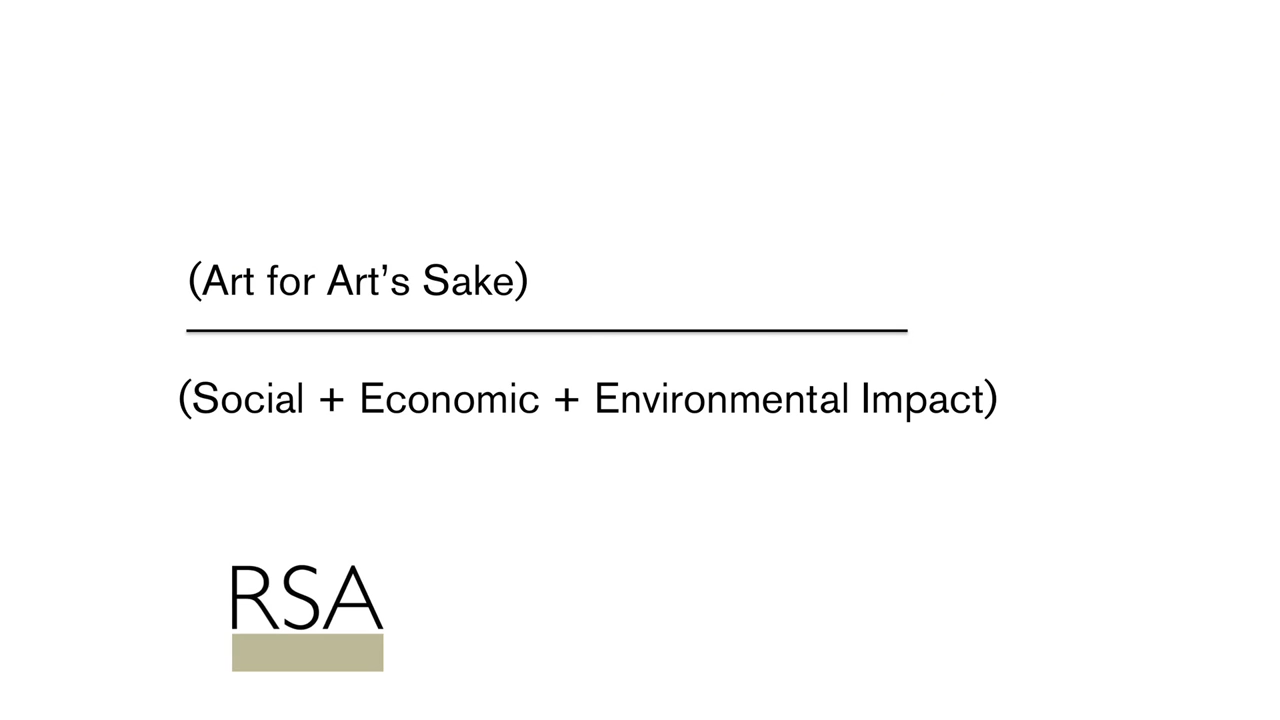 (Art for Art’s Sake)
(Social + Economic + Environmental Impact)
RSA